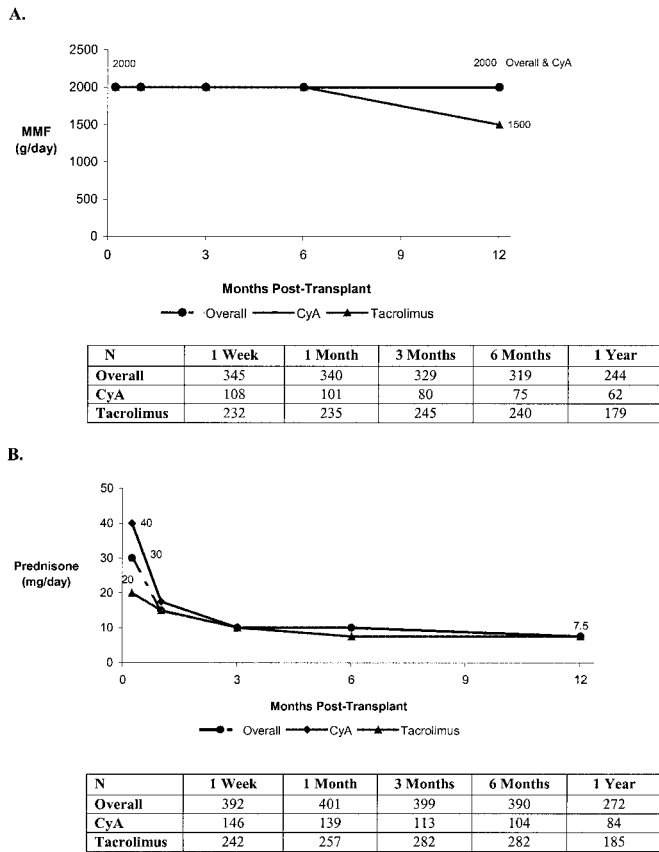 A.
2500
2000
2000
2000 Overall & CyA
MMF
(g/day)
1500
1500
1000
500
0
0 3 6 9 12
Months Post-Transplant
Overall CyA Tacrolimus
N 1 Week 1 Month 3 Months 6 Months 1 Year
Overall 345 340 329 319 244
CyA 108 101 80 75 62
Tacrolimus 232 235 245 240 179
B.
50
40
40
Prednisone
(mg/day)
30
30
20
20
10
7.5
0
0 3 6 9 12
Months Post-Transplant
Overall CyA Tacrolimus
N 1 Week 1 Month 3 Months 6 Months 1 Year
Overall 392 401 399 390 272
CyA 146 139 113 104 84
Tacrolimus 242 257 282 282 185